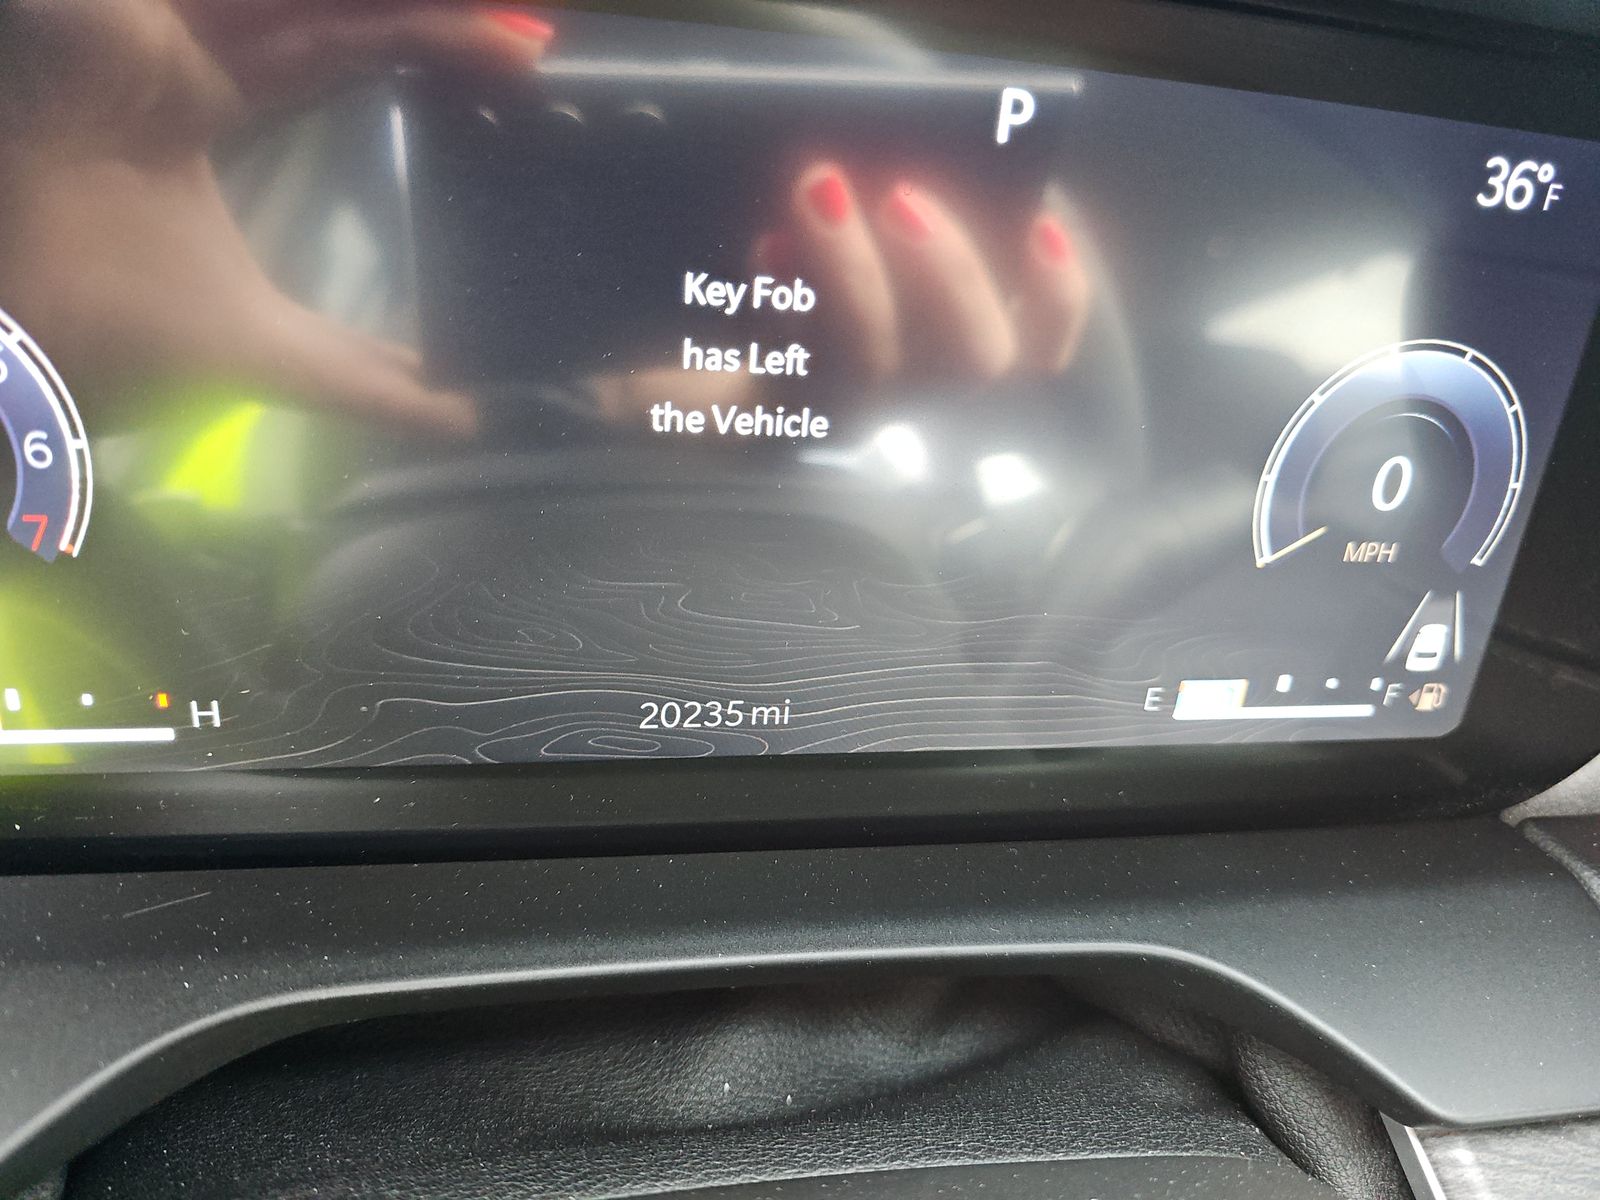 P
36°F
Key Fob
has Left
the Vehicle
6
7
0
MPH
H
20235 mi
E
F